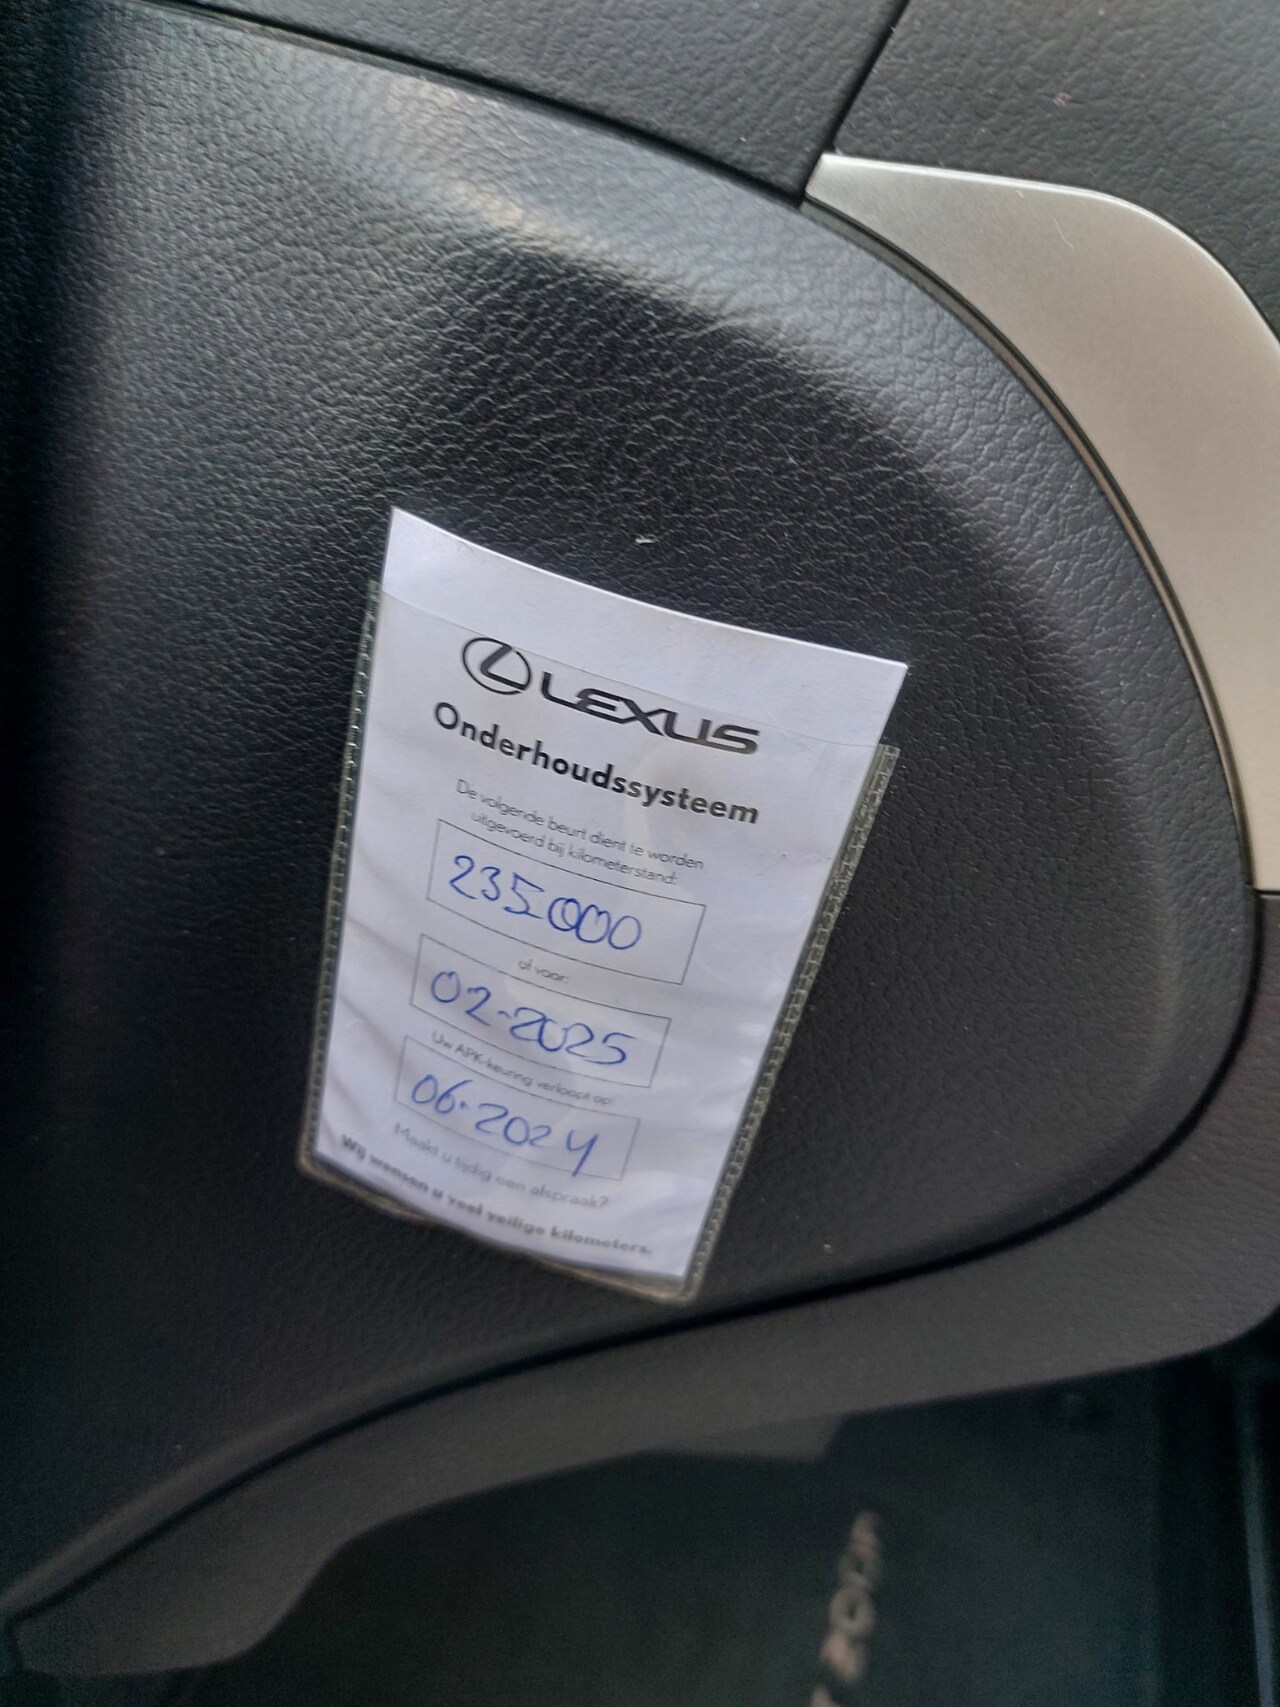 LEXUS
Onderhoudssysteem
De volgende beurt dient te worden
uitgevoerd bij kilometerstand:
235.000
of voor:
02-2025
Uw APK-keuring verloopt op:
06-2024
Maakt u tijdig een afspraak?
Wij wensen u veel veilige kilometers.